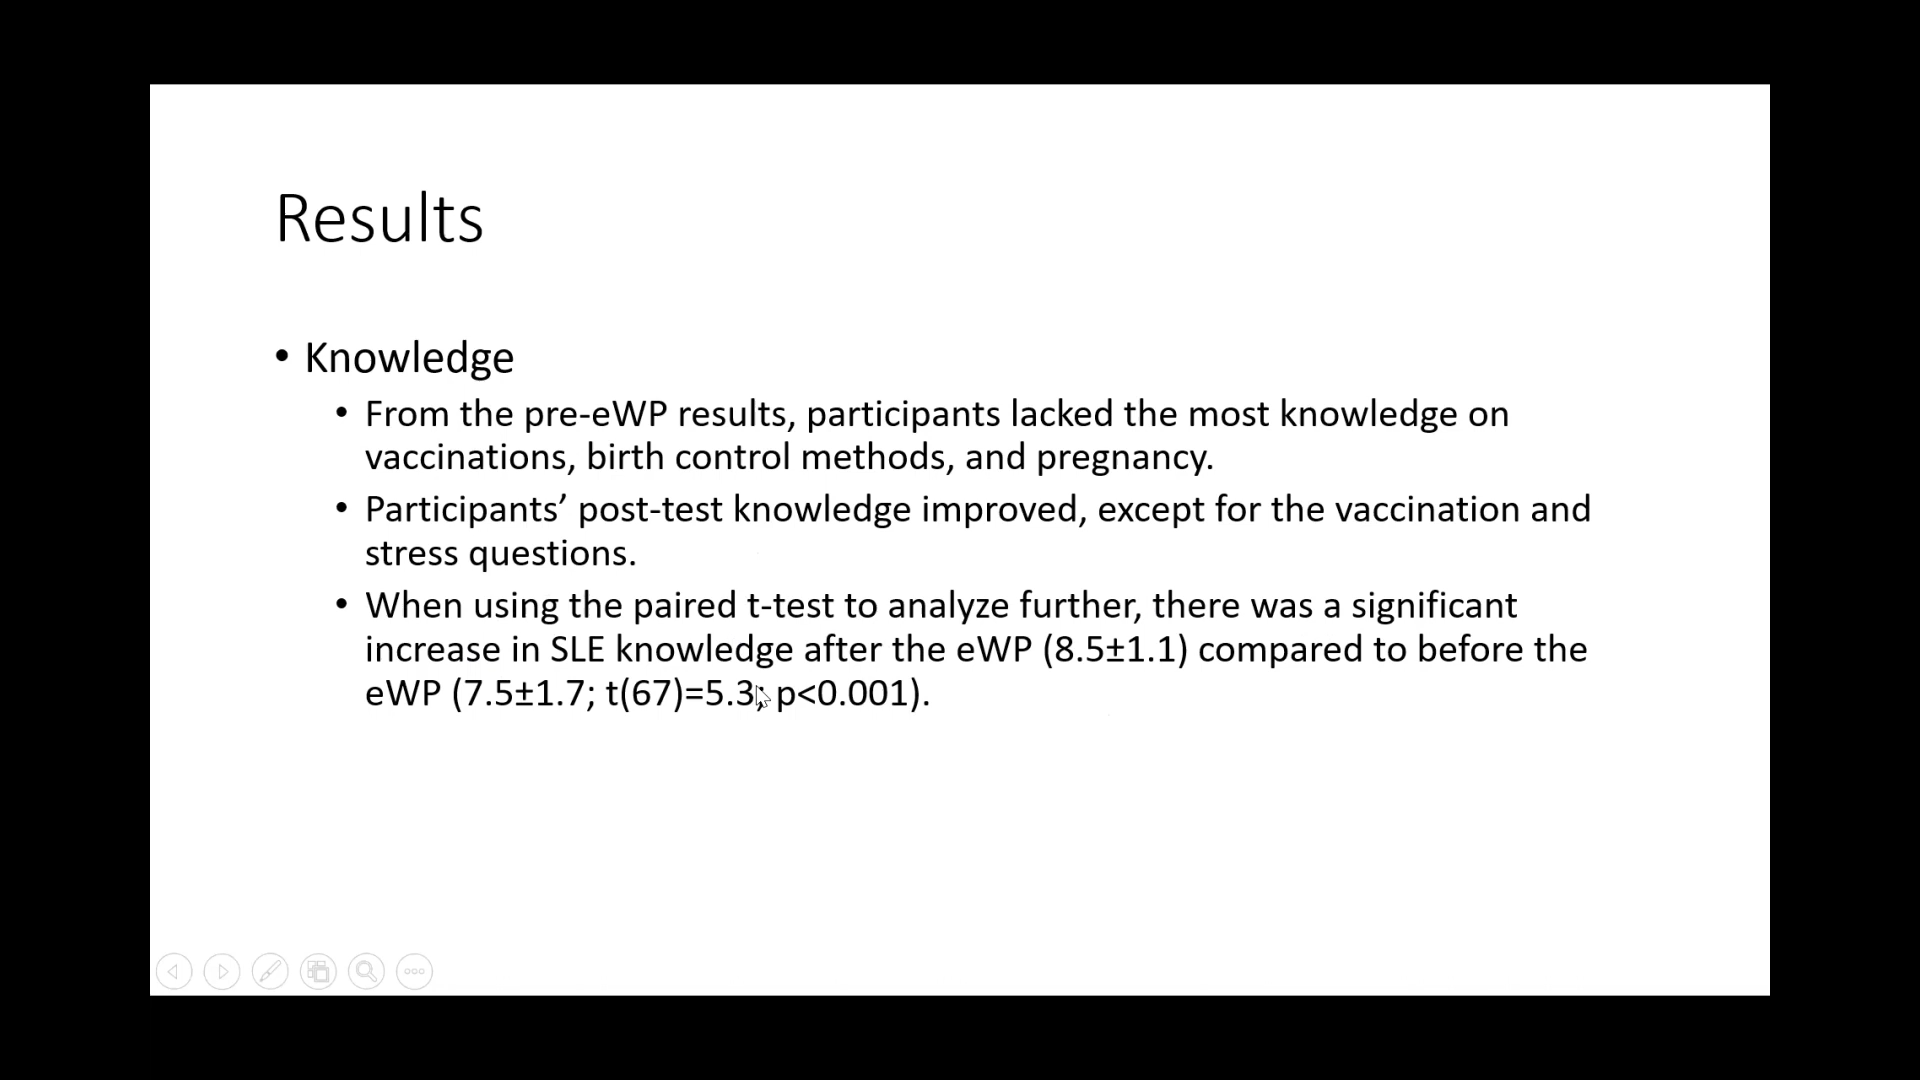 Results
• Knowledge
• From the pre-eWP results, participants lacked the most knowledge on
vaccinations, birth control methods, and pregnancy.
• Participants’ post-test knowledge improved, except for the vaccination and
stress questions.
• When using the paired t-test to analyze further, there was a significant
increase in SLE knowledge after the eWP (8.5±1.1) compared to before the
eWP (7.5±1.7; t(67)=5.3; p<0.001).